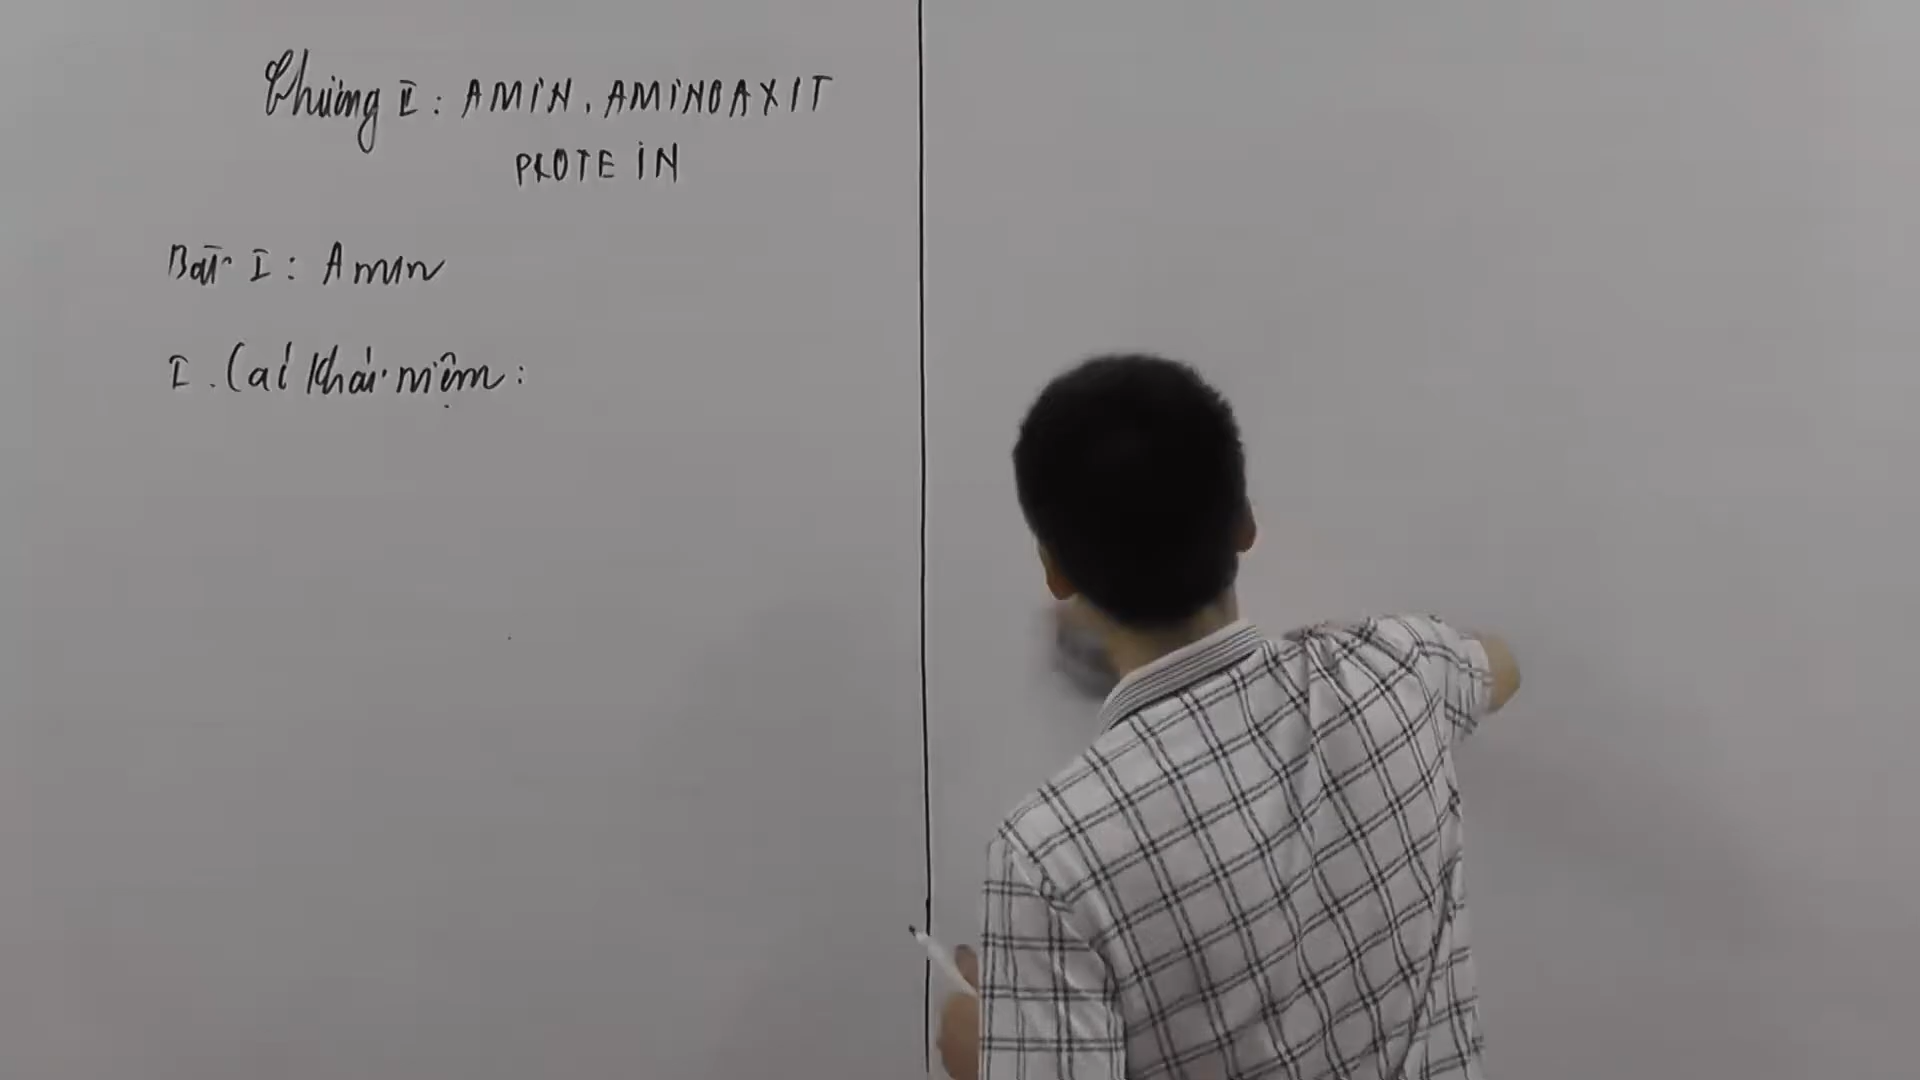 Chương II: AMIN, AMINOAXIT
PROTEIN
Bài I: Amin
I. Các khái niệm: